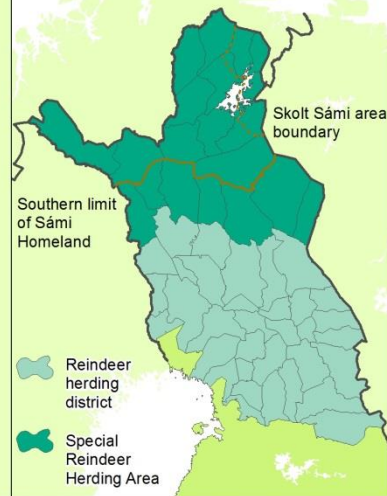 Skolt Sámi area
boundary
Southern limit
of Sámi
Homeland
Reindeer
herding
district
Special
Reindeer
Herding Area